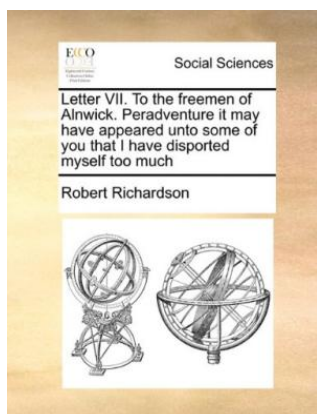 ECCO
Social Sciences
Letter VII. To the freemen of
Alnwick. Peradventure it may
have appeared unto some of
you that I have disported
myself too much
Robert Richardson